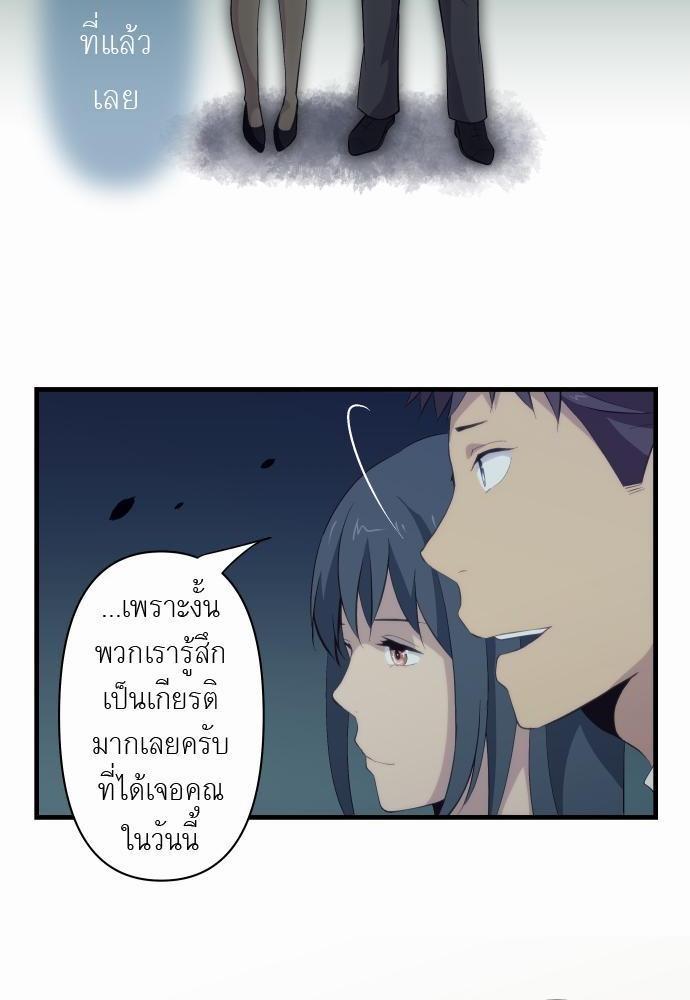 ที่แล้ว
เลย
...เพราะงั้น
พวกเรารู้สึก
เป็นเกียรติ
มากเลยครับ
ที่ได้เจอคุณ
ในวันนี้